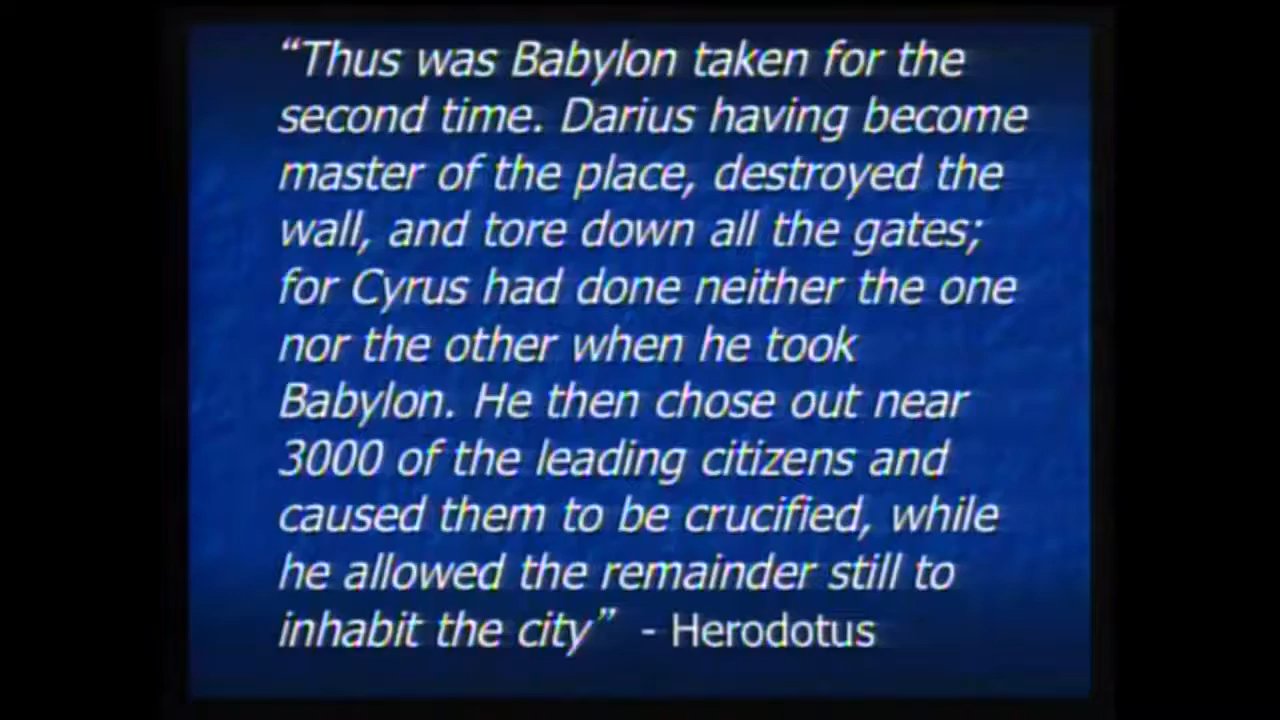 “Thus was Babylon taken for the
second time. Darius having become
master of the place, destroyed the
wall, and tore down all the gates;
for Cyrus had done neither the one
nor the other when he took
Babylon. He then chose out near
3000 of the leading citizens and
caused them to be crucified, while
he allowed the remainder still to
inhabit the city” - Herodotus